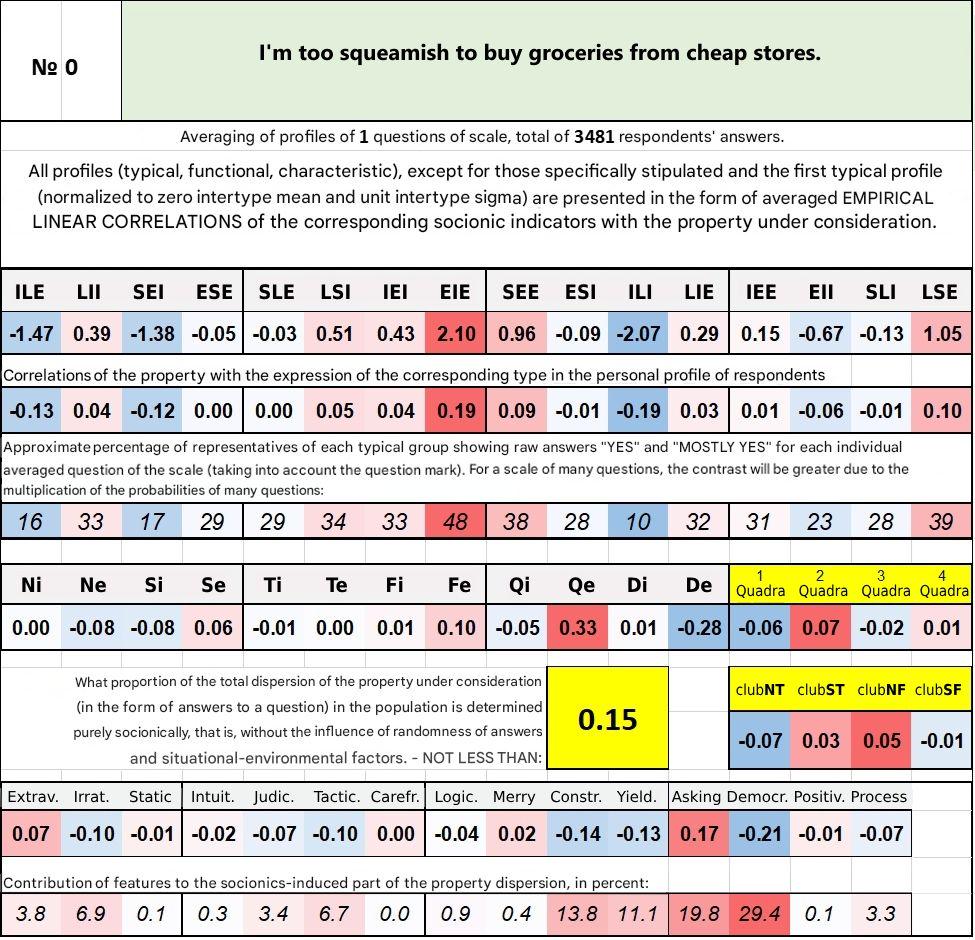 № 0
I'm too squeamish to buy groceries from cheap stores.
Averaging of profiles of 1 questions of scale, total of 3481 respondents' answers.
All profiles (typical, functional, characteristic), except for those specifically stipulated and the first typical profile
(normalized to zero intertype mean and unit intertype sigma) are presented in the form of averaged EMPIRICAL
LINEAR CORRELATIONS of the corresponding socionic indicators with the property under consideration.
ILE LII SEI ESE SLE LSI IEI EIE SEE ESI ILI LIE IEE EII SLI LSE
-1.47 0.39 -1.38 -0.05 -0.03 0.51 0.43 2.10 0.96 -0.09 -2.07 0.29 0.15 -0.67 -0.13 1.05
Correlations of the property with the expression of the corresponding type in the personal profile of respondents
-0.13 0.04 -0.12 0.00 0.00 0.05 0.04 0.19 0.09 -0.01 -0.19 0.03 0.01 -0.06 -0.01 0.10
Approximate percentage of representatives of each typical group showing raw answers "YES" and "MOSTLY YES" for each individual
averaged question of the scale (taking into account the question mark). For a scale of many questions, the contrast will be greater due to the
multiplication of the probabilities of many questions:
16 33 17 29 29 34 33 48 38 28 10 32 31 23 28 39
Ni Ne Si Se Ti Te Fi Fe Qi Qe Di De 1 Quadra 2 Quadra 3 Quadra 4 Quadra
0.00 -0.08 -0.08 0.06 -0.01 0.00 0.01 0.10 -0.05 0.33 0.01 -0.28 -0.06 0.07 -0.02 0.01
What proportion of the total dispersion of the property under consideration
(in the form of answers to a question) in the population is determined
purely socionically, that is, without the influence of randomness of answers
and situational-environmental factors. - NOT LESS THAN:
0.15
clubNT clubST clubNF clubSF
-0.07 0.03 0.05 -0.01
Extrav. Irrat. Static Intuit. Judic. Tactic. Carefr. Logic. Merry Constr. Yield. Asking Democr. Positiv. Process
0.07 -0.10 -0.01 -0.02 -0.07 -0.10 0.00 -0.04 0.02 -0.14 -0.13 0.17 -0.21 -0.01 -0.07
Contribution of features to the socionics-induced part of the property dispersion, in percent:
3.8 6.9 0.1 0.3 3.4 6.7 0.0 0.9 0.4 13.8 11.1 19.8 29.4 0.1 3.3